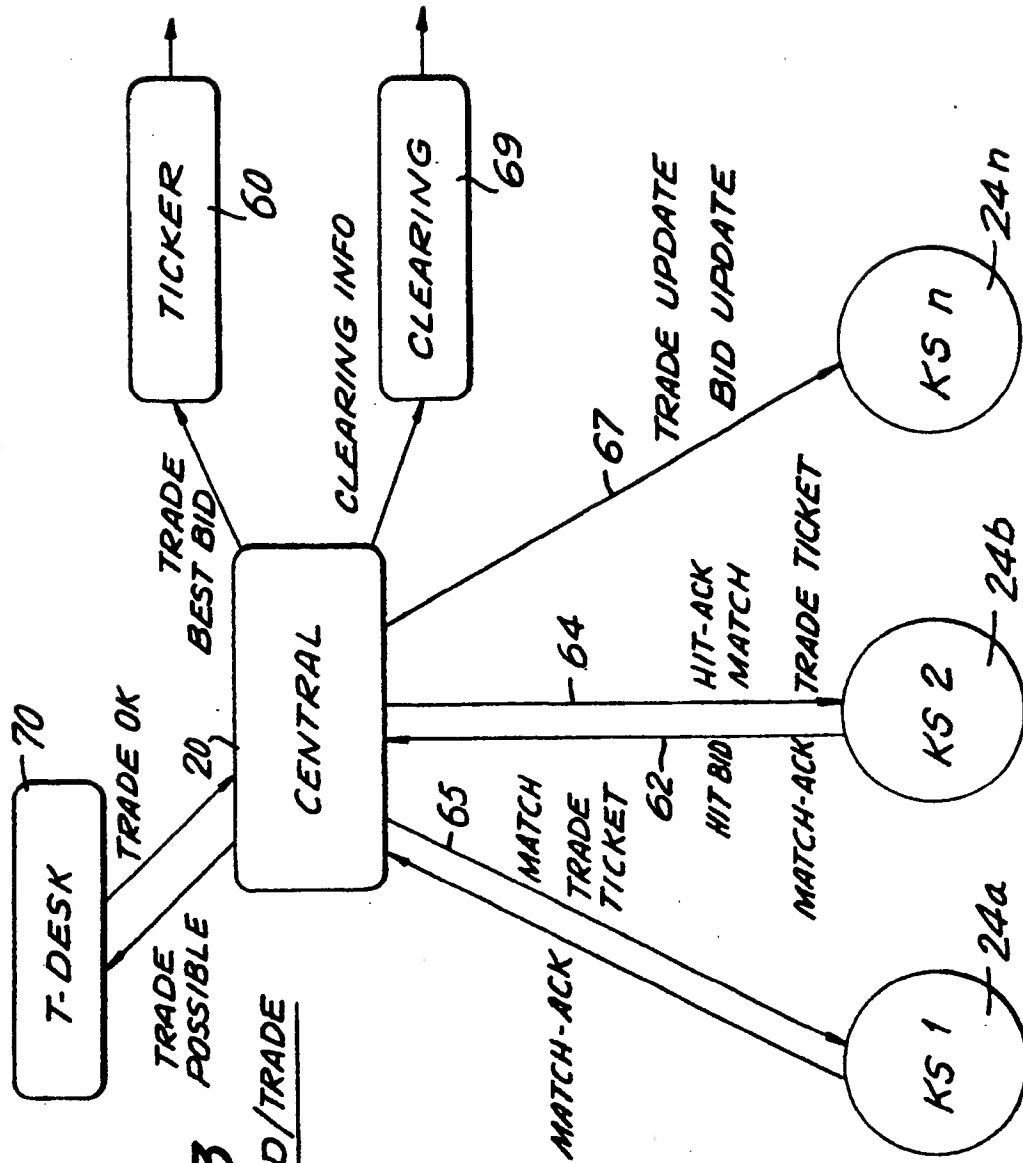 T-DESK
70
TRADE OK
TRADE
POSSIBLE
20
CENTRAL
TRADE
BEST BID
TICKER
60
CLEARING INFO
CLEARING
69
3
D/TRADE
MATCH-ACK
65
MATCH
TRADE
TICKET
62
HIT BID
MATCH-ACK
64
HIT-ACK
MATCH
TRADE TICKET
67
TRADE UPDATE
BID UPDATE
KS 1
24a
KS 2
24b
KS n
24n